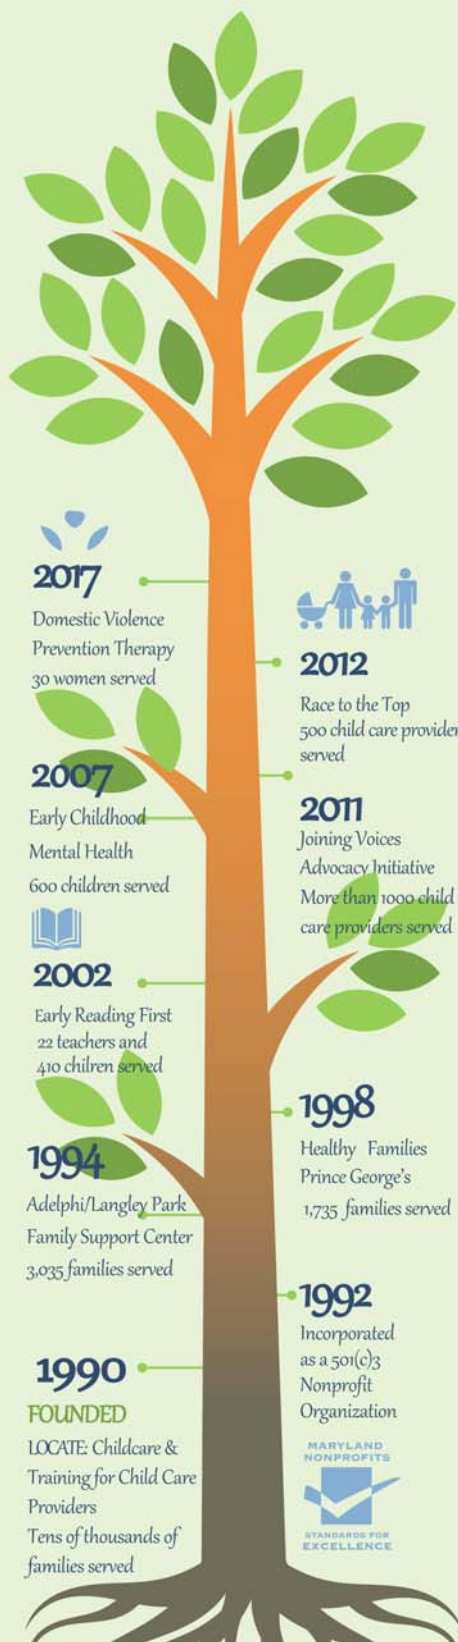 2017
Domestic Violence
Prevention Therapy
30 women served
2012
Race to the Top
500 child care provider
served
2007
Early Childhood
Mental Health
600 children served
2011
Joining Voices
Advocacy Initiative
More than 1000 child
care providers served
2002
Early Reading First
22 teachers and
410 chilren served
1998
Healthy Families
Prince George's
1,735 families served
1994
Adelphi/Langley Park
Family Support Center
3,035 families served
1992
Incorporated
as a 501(c)3
Nonprofit
Organization
1990
FOUNDED
LOCATE: Childcare &
Training for Child Care
Providers
Tens of thousands of
families served
MARYLAND
NONPROFITS
STANDARDS FOR
EXCELLENCE